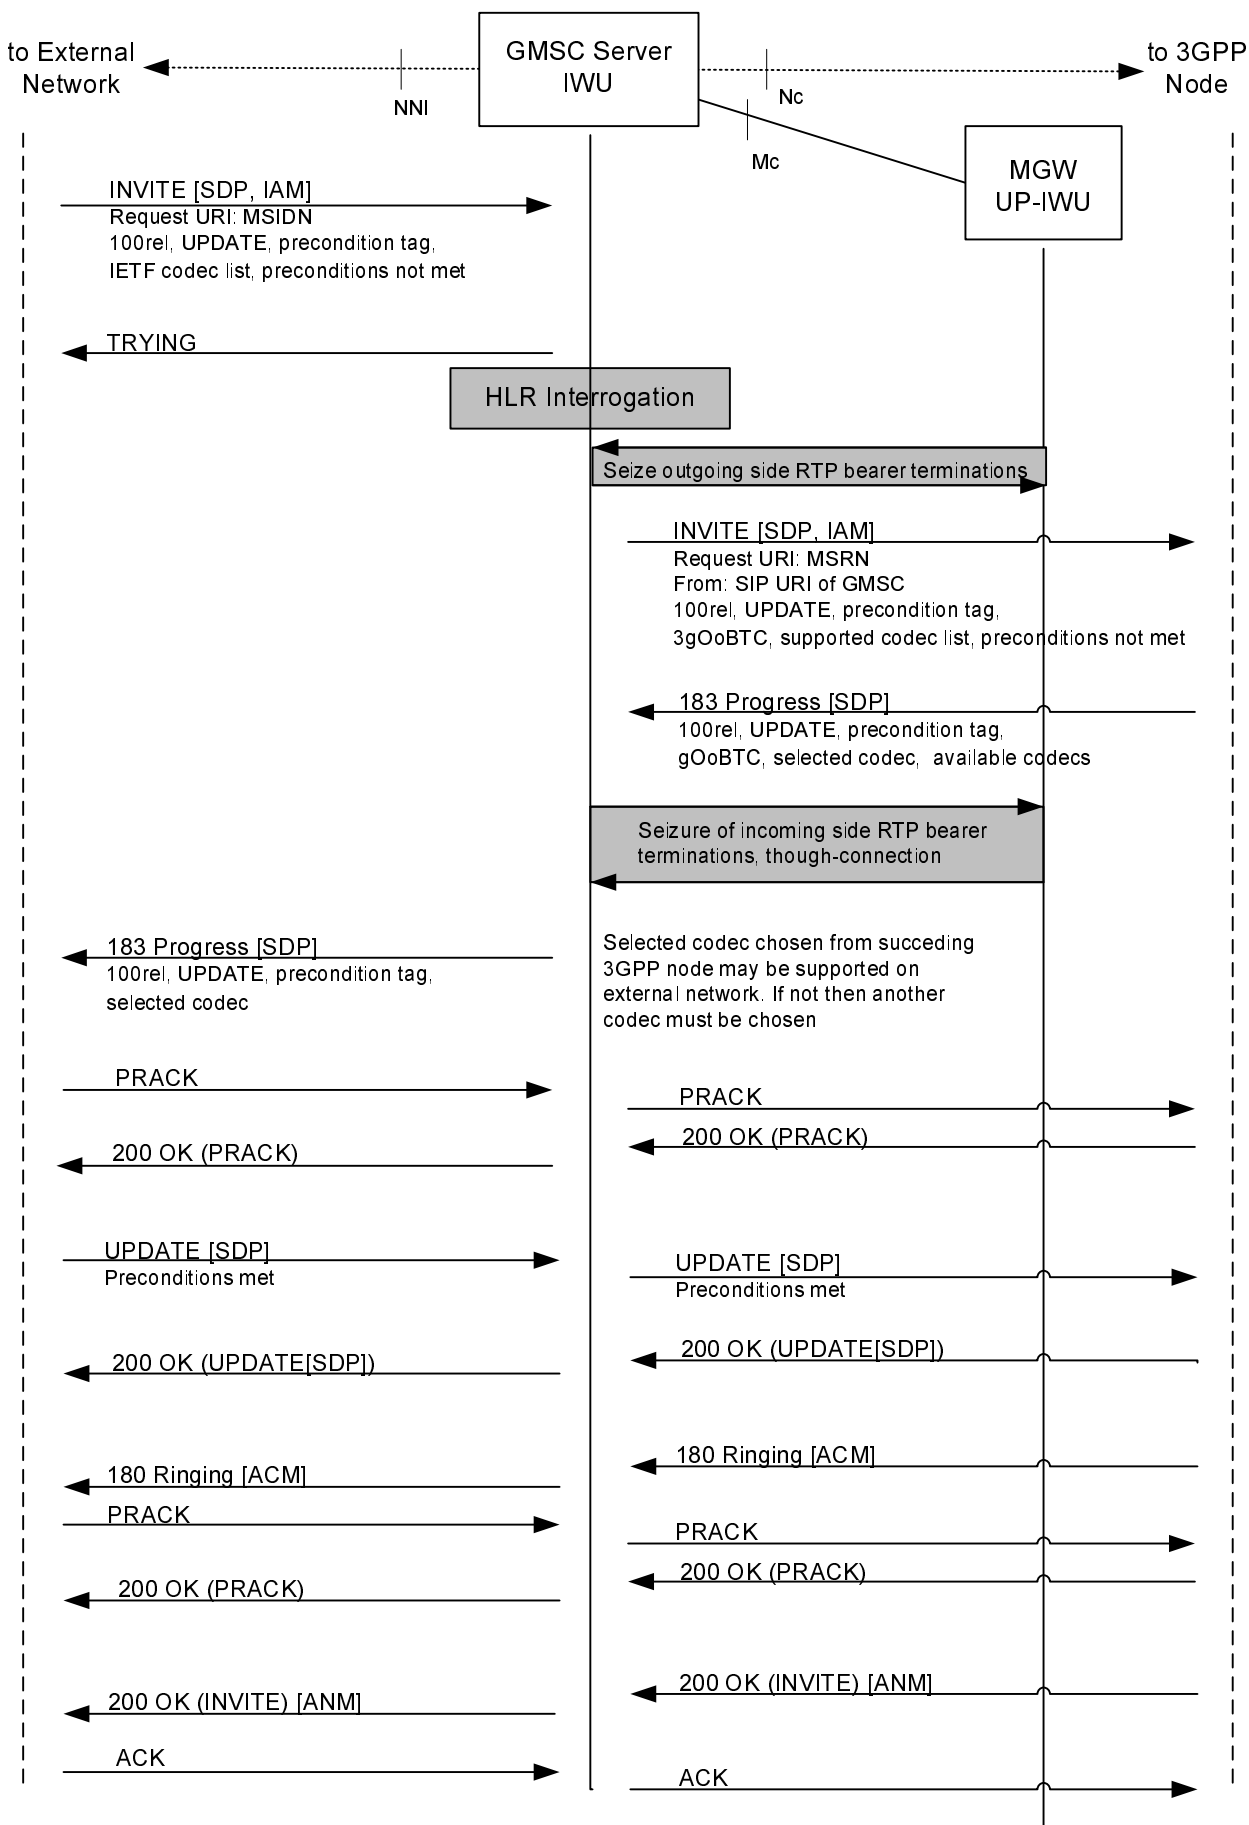 to External
Network
GMSC Server
IWU
to 3GPP
Node
NNI
Nc
Mc
MGW
UP-IWU
INVITE [SDP, IAM]
Request URI: MSIDN
100rel, UPDATE, precondition tag,
IETF codec list, preconditions not met
TRYING
HLR Interrogation
Seize outgoing side RTP bearer terminations
INVITE [SDP, IAM]
Request URI: MSRN
From: SIP URI of GMSC
100rel, UPDATE, precondition tag,
3gOoBTC, supported codec list, preconditions not met
183 Progress [SDP]
100rel, UPDATE, precondition tag,
gOoBTC, selected codec, available codecs
Seizure of incoming side RTP bearer
terminations, though-connection
183 Progress [SDP]
100rel, UPDATE, precondition tag,
selected codec
Selected codec chosen from succeding
3GPP node may be supported on
external network. If not then another
codec must be chosen
PRACK
PRACK
200 OK (PRACK)
200 OK (PRACK)
UPDATE [SDP]
Preconditions met
UPDATE [SDP]
Preconditions met
200 OK (UPDATE[SDP])
200 OK (UPDATE[SDP])
180 Ringing [ACM]
180 Ringing [ACM]
PRACK
PRACK
200 OK (PRACK)
200 OK (PRACK)
200 OK (INVITE) [ANM]
200 OK (INVITE) [ANM]
ACK
ACK